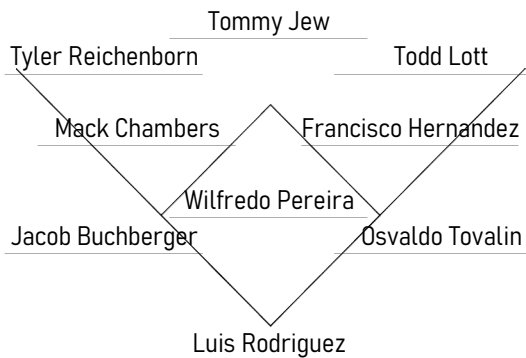 Tommy Jew
Tyler Reichenborn
Todd Lott
Mack Chambers
Francisco Hernandez
Wilfredo Pereira
Jacob Buchberger
Osvaldo Tovalin
Luis Rodriguez